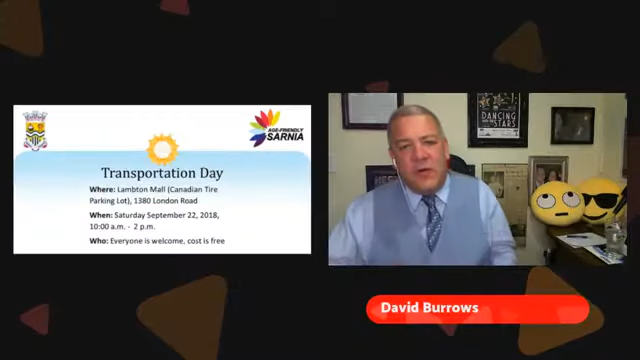 AGE-FRIENDLY
SARNIA
Transportation Day
Where: Lambton Mall (Canadian Tire
Parking Lot), 1380 London Road
When: Saturday September 22, 2018,
10:00 a.m. - 2 p.m.
Who: Everyone is welcome, cost is free
DANCING
STARS
David Burrows